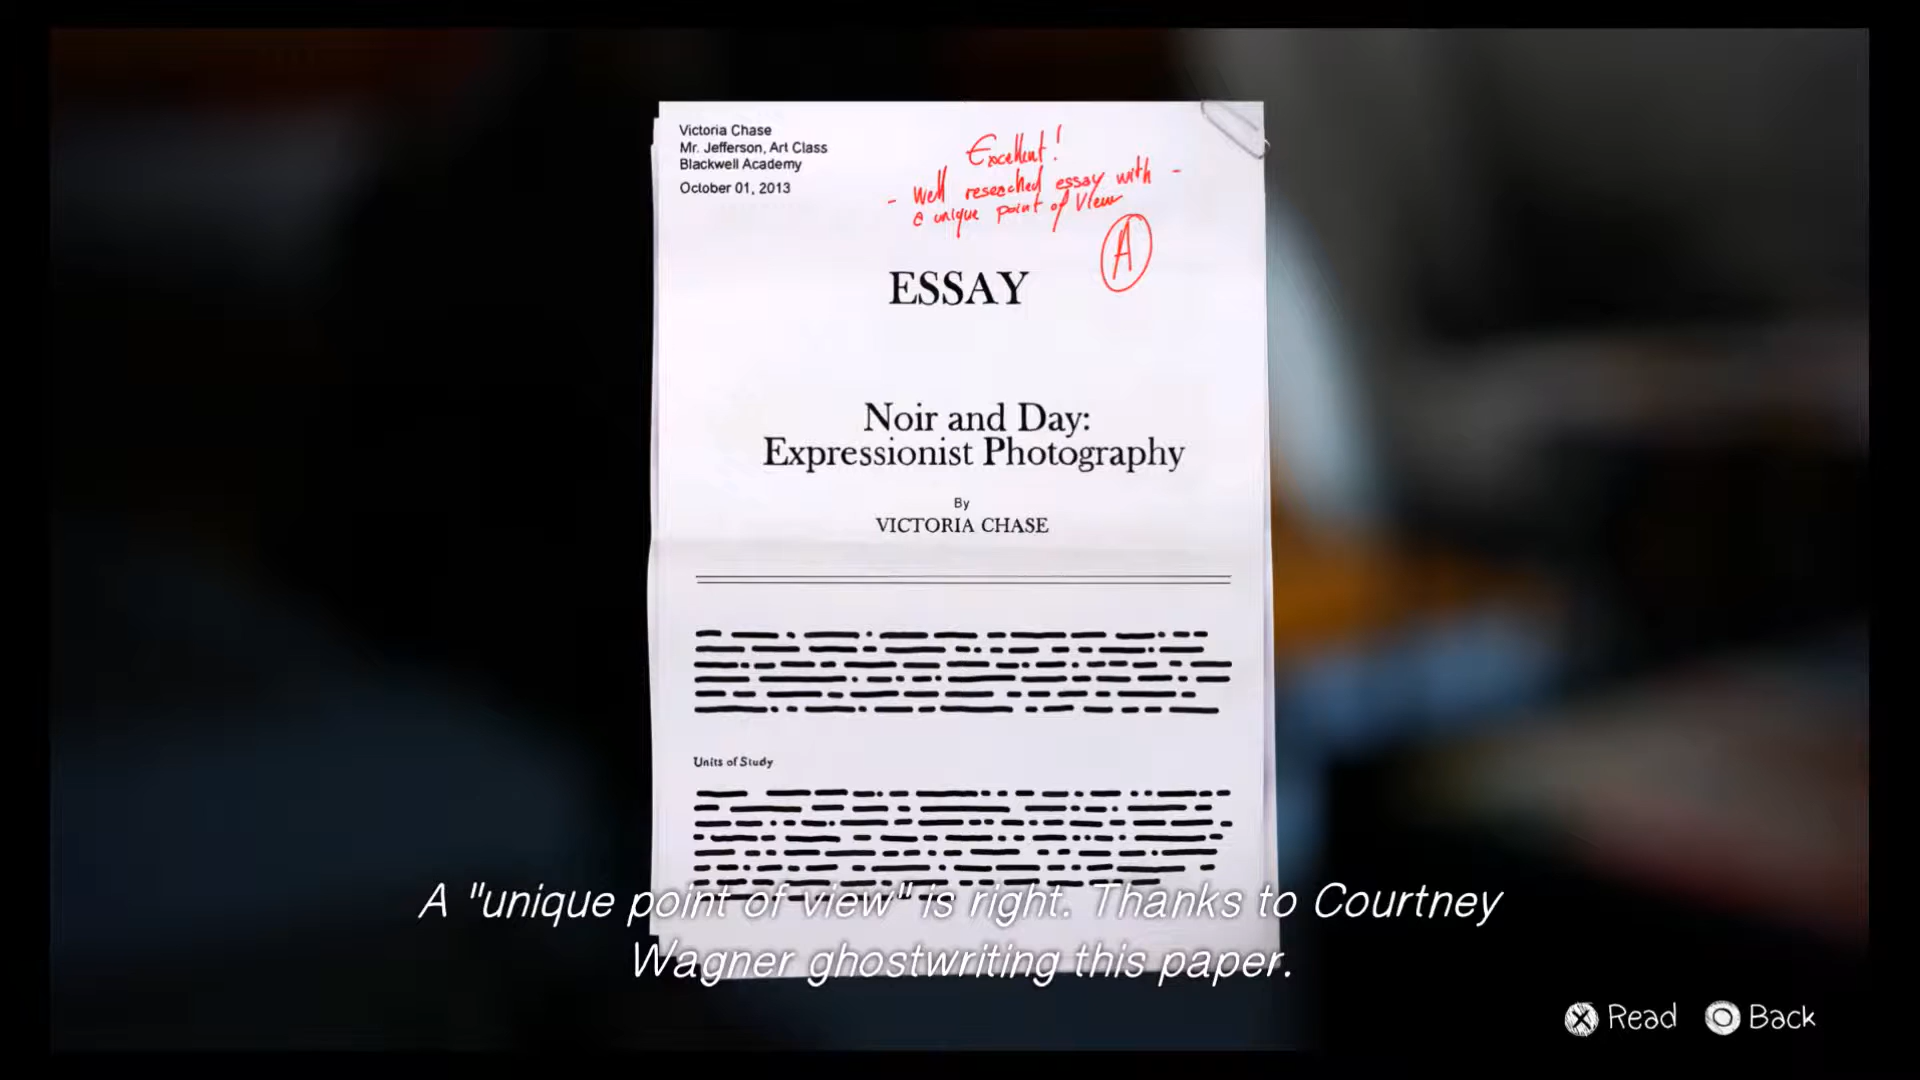 Victoria Chase
Mr. Jefferson, Art Class
Blackwell Academy
October 01, 2013
Excellent!
- Well reseached essay with -
a unique point of View
A
ESSAY
Noir and Day:
Expressionist Photography
By
VICTORIA CHASE
Units of Study
A "unique point of view" is right. Thanks to Courtney
Wagner ghostwriting this paper.
Read Back